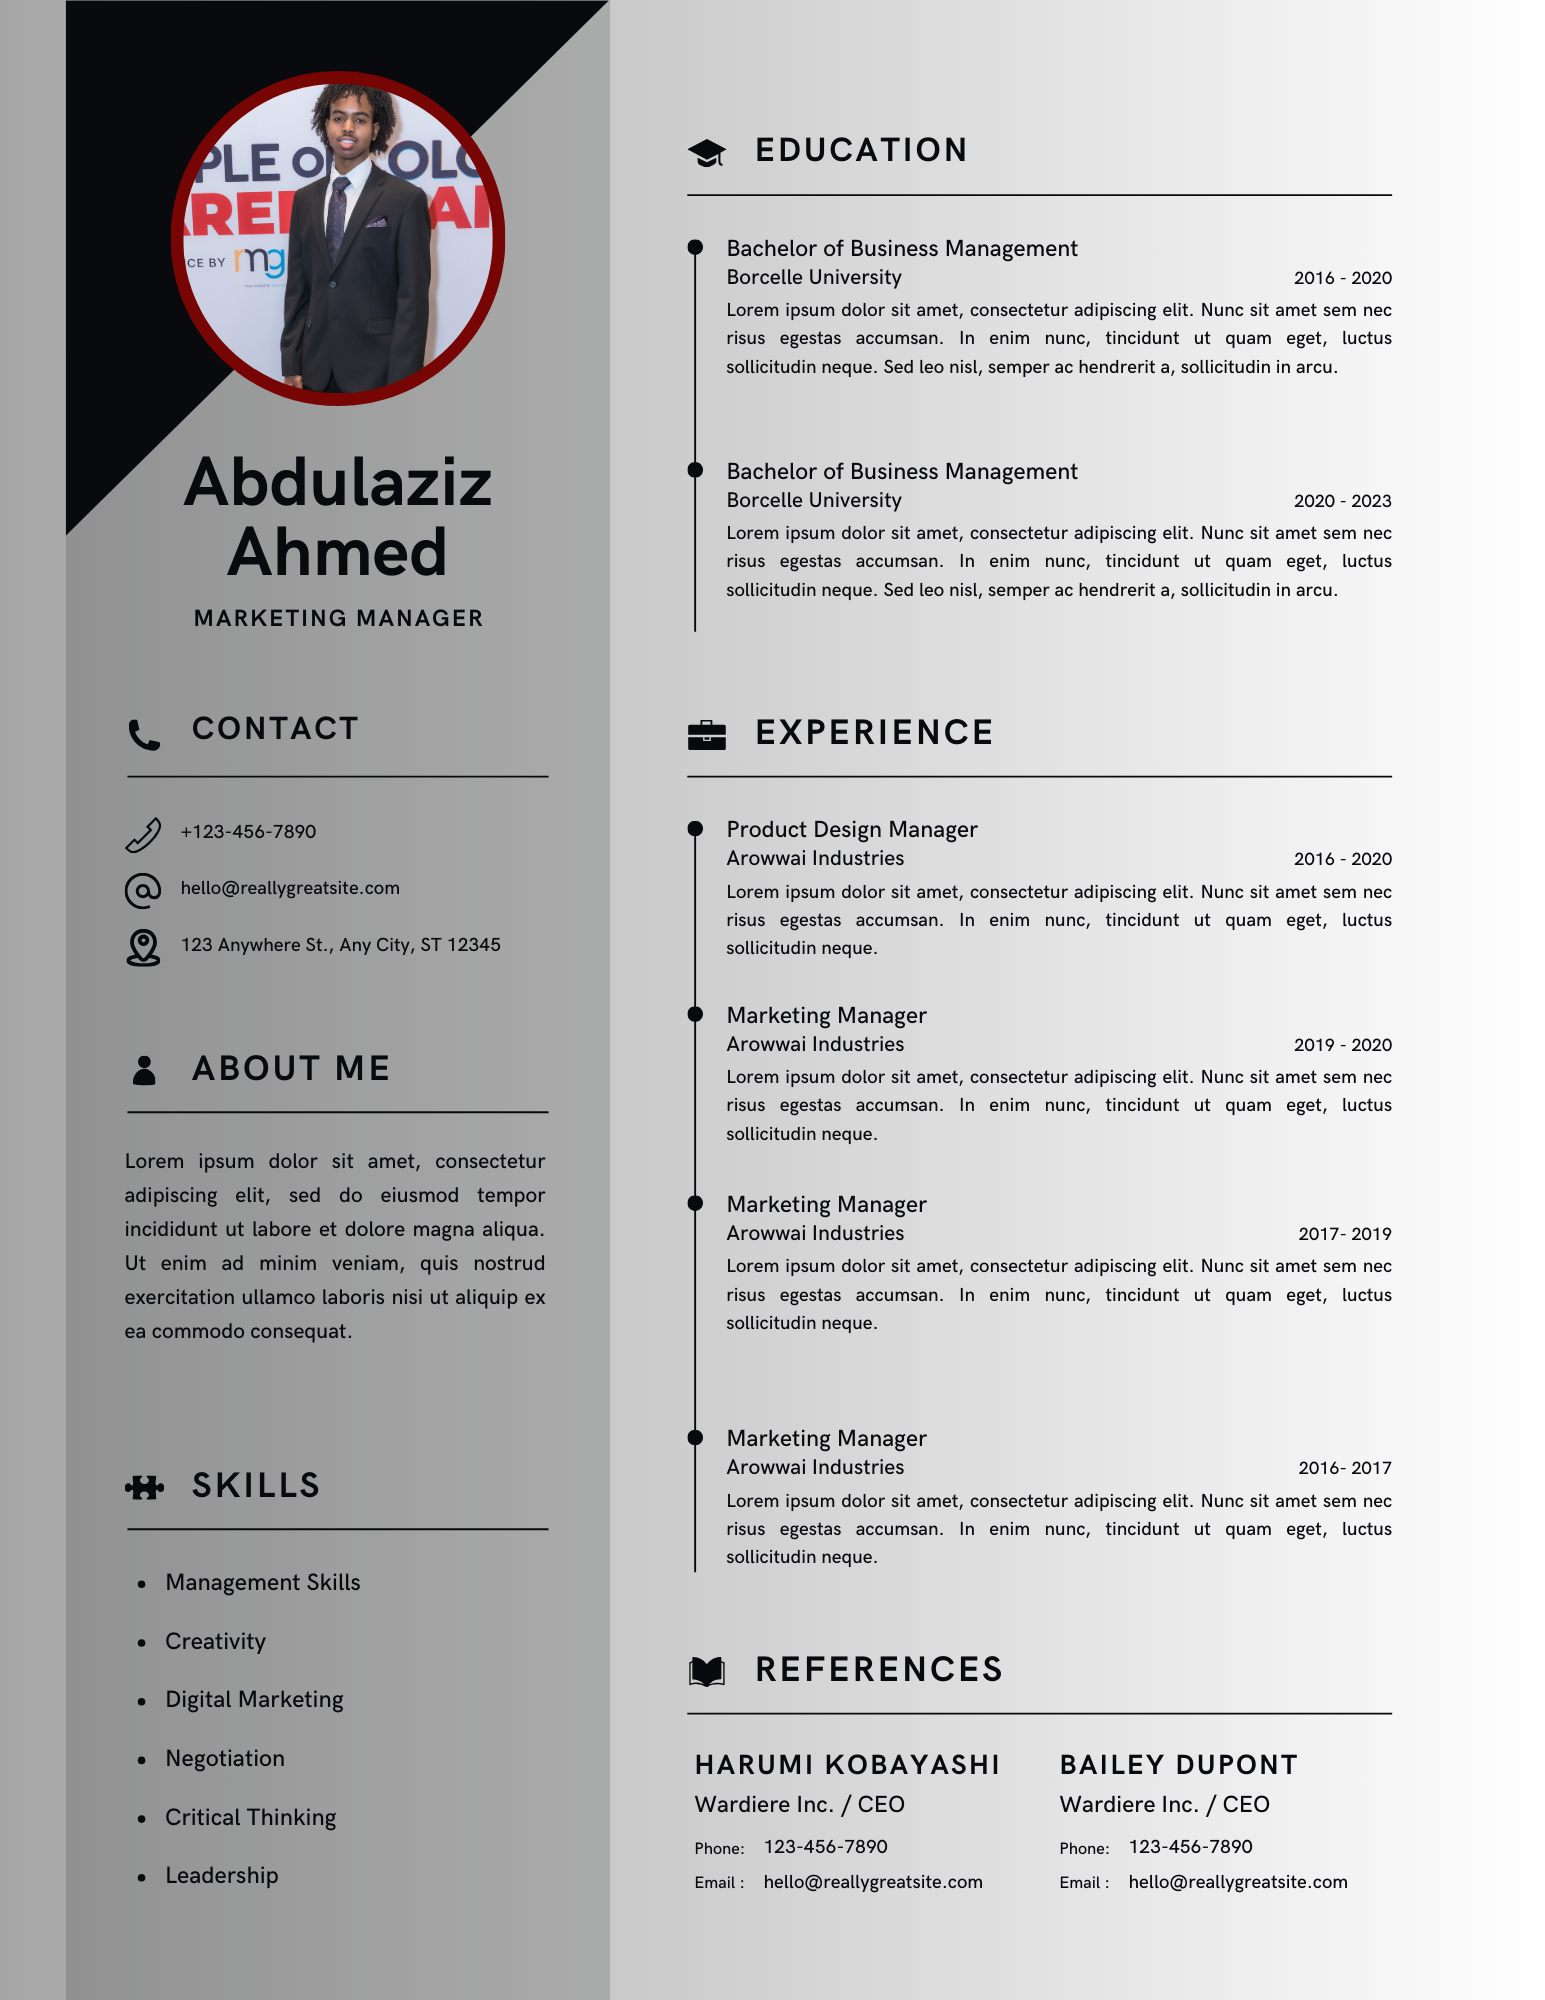 PLE OF COLO
AREER FAI
CE BY rmg
Abdulaziz
Ahmed
MARKETING MANAGER
CONTACT
+123-456-7890
hello@reallygreatsite.com
123 Anywhere St., Any City, ST 12345
ABOUT ME
Lorem ipsum dolor sit amet, consectetur
adipiscing elit, sed do eiusmod tempor
incididunt ut labore et dolore magna aliqua.
Ut enim ad minim veniam, quis nostrud
exercitation ullamco laboris nisi ut aliquip ex
ea commodo consequat.
SKILLS
Management Skills
Creativity
Digital Marketing
Negotiation
Critical Thinking
Leadership
EDUCATION
Bachelor of Business Management
Borcelle University 2016 - 2020
Lorem ipsum dolor sit amet, consectetur adipiscing elit. Nunc sit amet sem nec
risus egestas accumsan. In enim nunc, tincidunt ut quam eget, luctus
sollicitudin neque. Sed leo nisl, semper ac hendrerit a, sollicitudin in arcu.
Bachelor of Business Management
Borcelle University 2020 - 2023
Lorem ipsum dolor sit amet, consectetur adipiscing elit. Nunc sit amet sem nec
risus egestas accumsan. In enim nunc, tincidunt ut quam eget, luctus
sollicitudin neque. Sed leo nisl, semper ac hendrerit a, sollicitudin in arcu.
EXPERIENCE
Product Design Manager
Arowwai Industries 2016 - 2020
Lorem ipsum dolor sit amet, consectetur adipiscing elit. Nunc sit amet sem nec
risus egestas accumsan. In enim nunc, tincidunt ut quam eget, luctus
sollicitudin neque.
Marketing Manager
Arowwai Industries 2019 - 2020
Lorem ipsum dolor sit amet, consectetur adipiscing elit. Nunc sit amet sem nec
risus egestas accumsan. In enim nunc, tincidunt ut quam eget, luctus
sollicitudin neque.
Marketing Manager
Arowwai Industries 2017- 2019
Lorem ipsum dolor sit amet, consectetur adipiscing elit. Nunc sit amet sem nec
risus egestas accumsan. In enim nunc, tincidunt ut quam eget, luctus
sollicitudin neque.
Marketing Manager
Arowwai Industries 2016- 2017
Lorem ipsum dolor sit amet, consectetur adipiscing elit. Nunc sit amet sem nec
risus egestas accumsan. In enim nunc, tincidunt ut quam eget, luctus
sollicitudin neque.
REFERENCES
HARUMI KOBAYASHI
Wardiere Inc. / CEO
Phone: 123-456-7890
Email : hello@reallygreatsite.com
BAILEY DUPONT
Wardiere Inc. / CEO
Phone: 123-456-7890
Email : hello@reallygreatsite.com